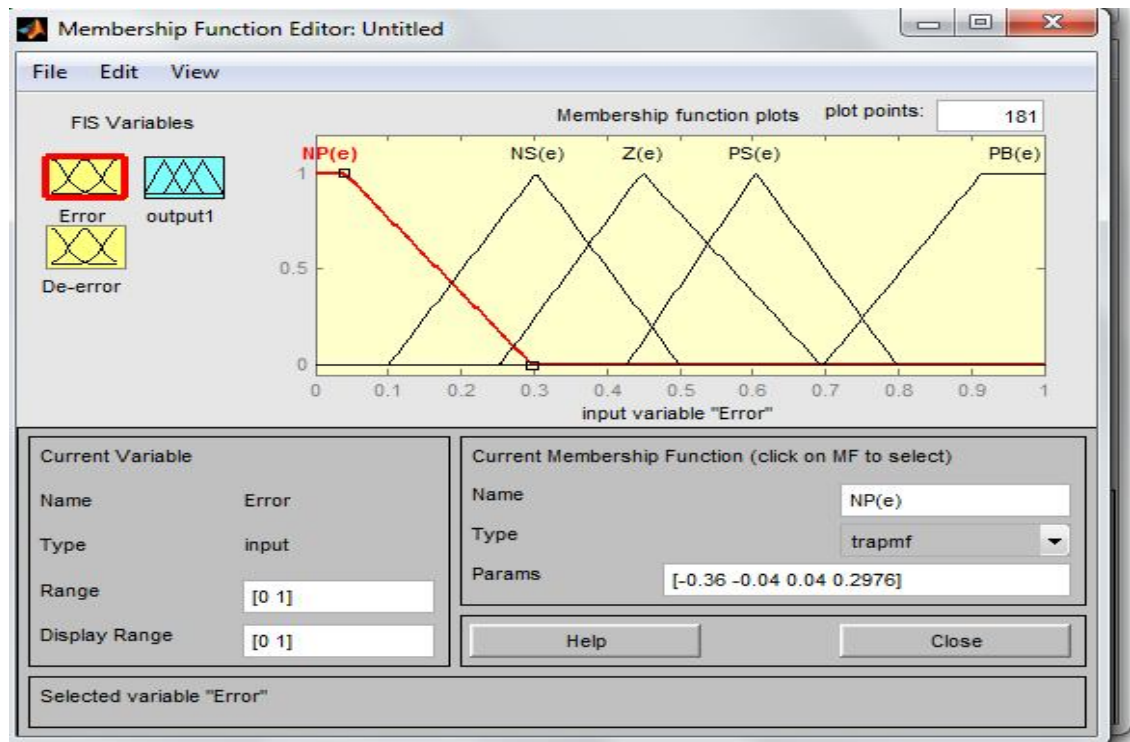 Membership Function Editor: Untitled
File Edit View
FIS Variables
Membership function plots plot points: 181
Error output1
De-error
NP(e) NS(e) Z(e) PS(e) PB(e)
1
0.5
0
0 0.1 0.2 0.3 0.4 0.5 0.6 0.7 0.8 0.9 1
input variable "Error"
Current Variable
Name Error
Type input
Range [0 1]
Display Range [0 1]
Current Membership Function (click on MF to select)
Name NP(e)
Type trapmf
Params [-0.36 -0.04 0.04 0.2976]
Help Close
Selected variable "Error"